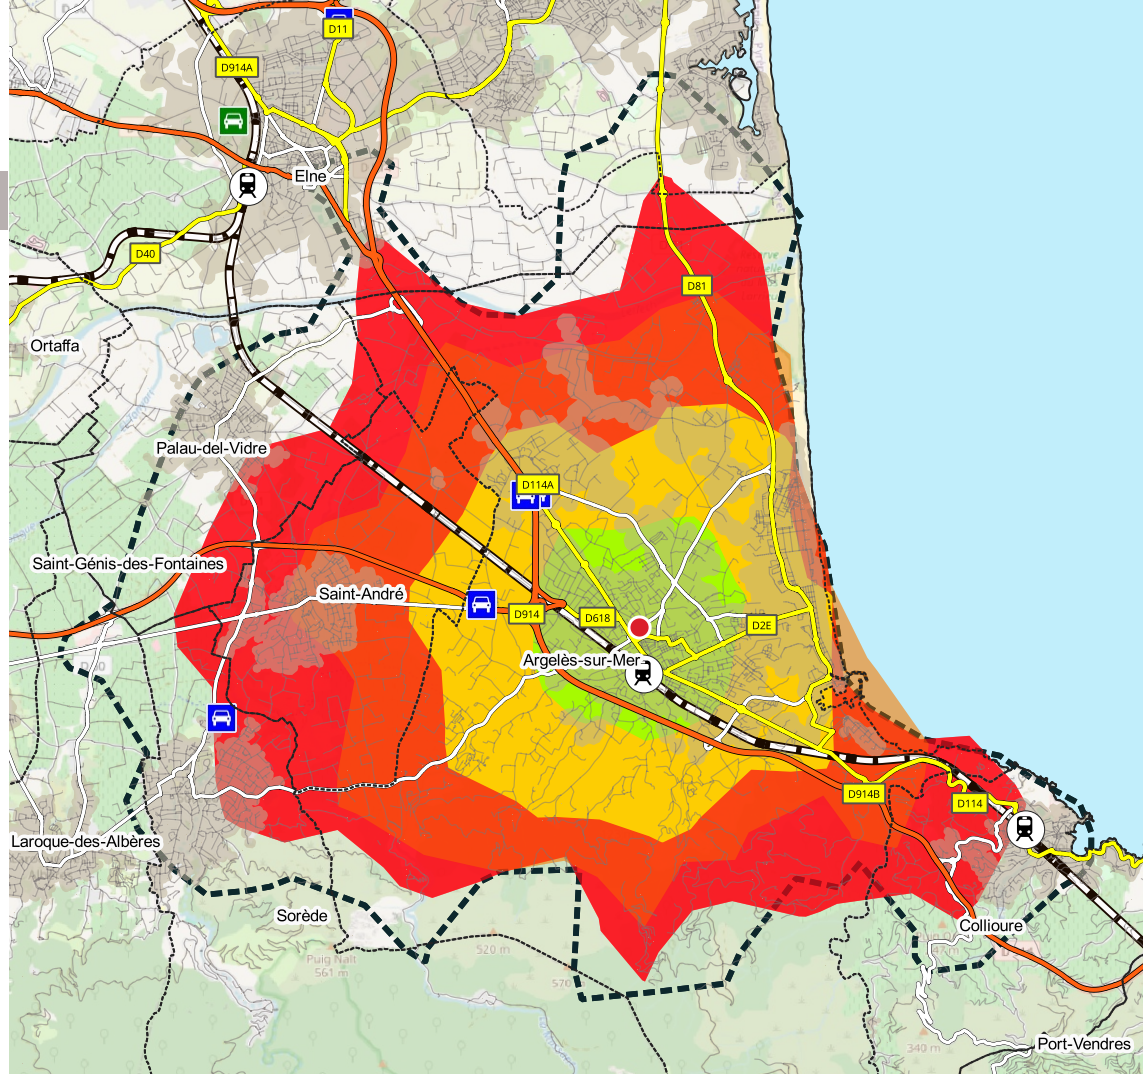 D11
D914A
Elne
D40
D81
Ortaffa
Palau-del-Vidre
D114A
Saint-Génis-des-Fontaines
Saint-André
D914
D618
D2E
Argelès-sur-Mer
D914B
D114
Laroque-des-Albères
Sorède
Collioure
520 m
Puig Naltr
561 m
570
340 m
Port-Vendres